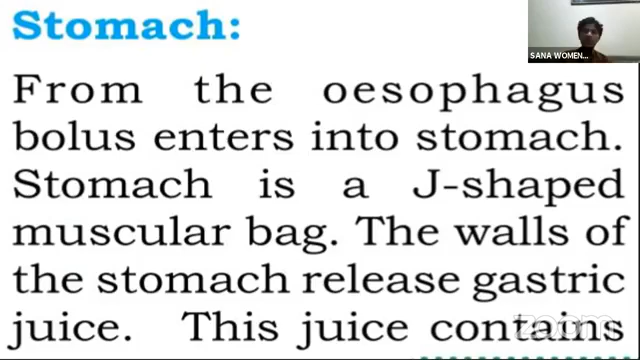 Stomach:
SANA WOMEN...
From the oesophagus
bolus enters into stomach.
Stomach is a J-shaped
muscular bag. The walls of
the stomach release gastric
juice. This juice contains
zoom